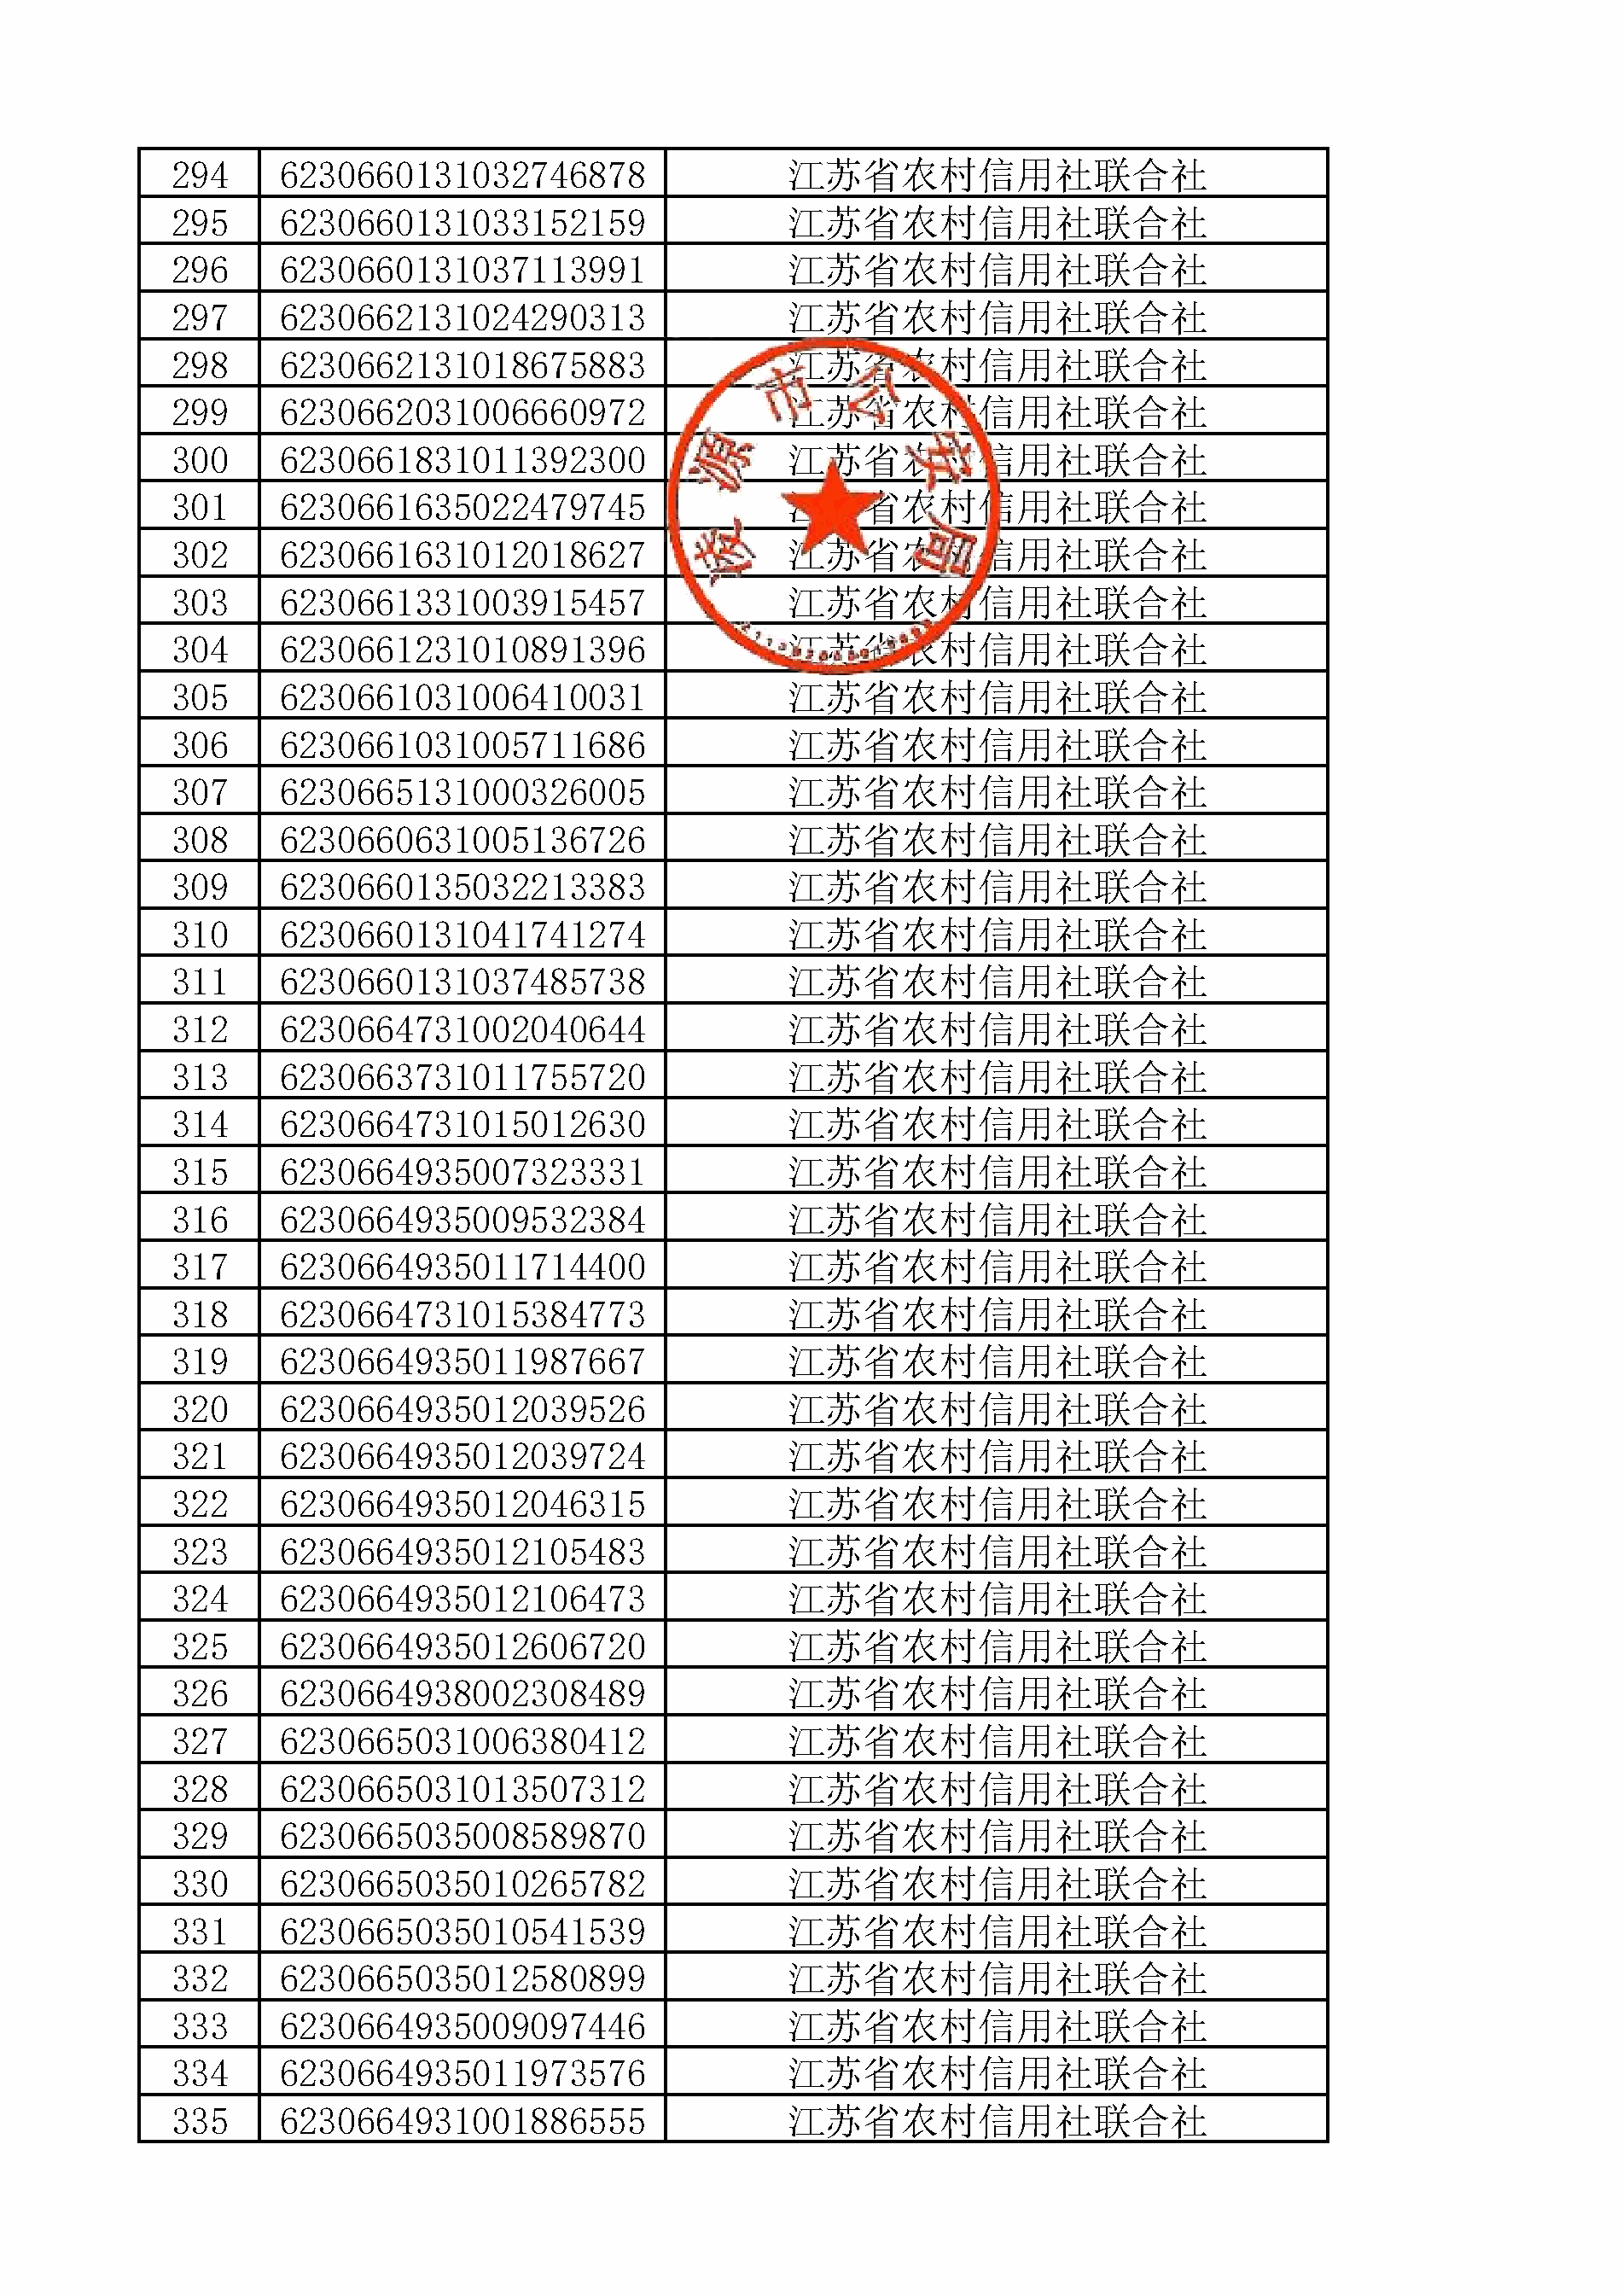 294 6230660131032746878 江苏省农村信用社联合社
295 6230660131033152159 江苏省农村信用社联合社
296 6230660131037113991 江苏省农村信用社联合社
297 6230662131024290313 江苏省农村信用社联合社
298 6230662131018675883 江苏省农村信用社联合社
299 6230662031006660972 江苏省农村信用社联合社
300 6230661831011392300 江苏省农村信用社联合社
301 6230661635022479745 江苏省农村信用社联合社
302 6230661631012018627 江苏省农村信用社联合社
303 6230661331003915457 江苏省农村信用社联合社
304 6230661231010891396 江苏省农村信用社联合社
凌源市公安局
305 6230661031006410031 江苏省农村信用社联合社
306 6230661031005711686 江苏省农村信用社联合社
307 6230665131000326005 江苏省农村信用社联合社
308 6230660631005136726 江苏省农村信用社联合社
309 6230660135032213383 江苏省农村信用社联合社
310 6230660131041741274 江苏省农村信用社联合社
311 6230660131037485738 江苏省农村信用社联合社
312 6230664731002040644 江苏省农村信用社联合社
313 6230663731011755720 江苏省农村信用社联合社
314 6230664731015012630 江苏省农村信用社联合社
315 6230664935007323331 江苏省农村信用社联合社
316 6230664935009532384 江苏省农村信用社联合社
317 6230664935011714400 江苏省农村信用社联合社
318 6230664731015384773 江苏省农村信用社联合社
319 6230664935011987667 江苏省农村信用社联合社
320 6230664935012039526 江苏省农村信用社联合社
321 6230664935012039724 江苏省农村信用社联合社
322 6230664935012046315 江苏省农村信用社联合社
323 6230664935012105483 江苏省农村信用社联合社
324 6230664935012106473 江苏省农村信用社联合社
325 6230664935012606720 江苏省农村信用社联合社
326 6230664938002308489 江苏省农村信用社联合社
327 6230665031006380412 江苏省农村信用社联合社
328 6230665031013507312 江苏省农村信用社联合社
329 6230665035008589870 江苏省农村信用社联合社
330 6230665035010265782 江苏省农村信用社联合社
331 6230665035010541539 江苏省农村信用社联合社
332 6230665035012580899 江苏省农村信用社联合社
333 6230664935009097446 江苏省农村信用社联合社
334 6230664935011973576 江苏省农村信用社联合社
335 6230664931001886555 江苏省农村信用社联合社